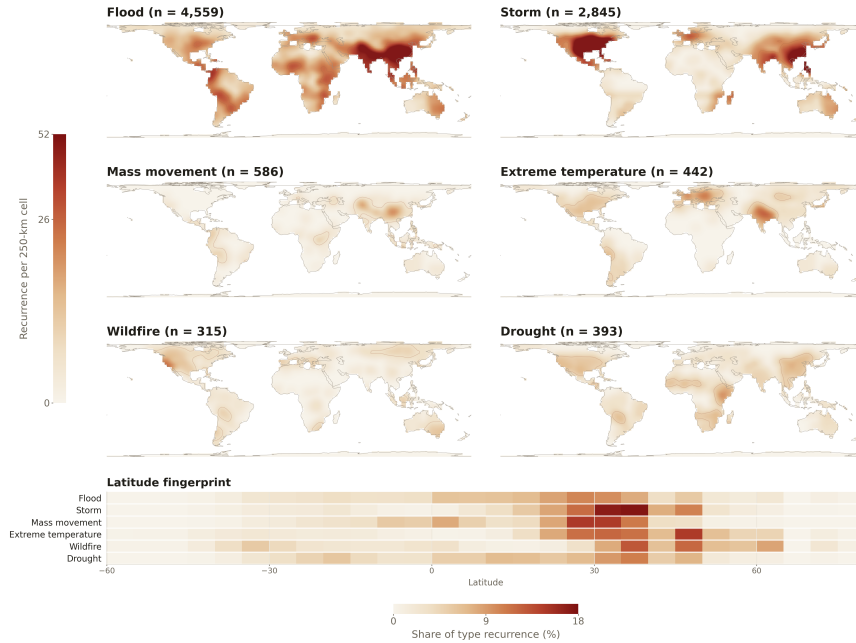 Flood (n = 4,559)
Storm (n = 2,845)
Mass movement (n = 586)
Extreme temperature (n = 442)
Wildfire (n = 315)
Drought (n = 393)
52
26
0
Recurrence per 250-km cell
Latitude fingerprint
Flood
Storm
Mass movement
Extreme temperature
Wildfire
Drought
−60
−30
0
30
60
Latitude
0
9
18
Share of type recurrence (%)